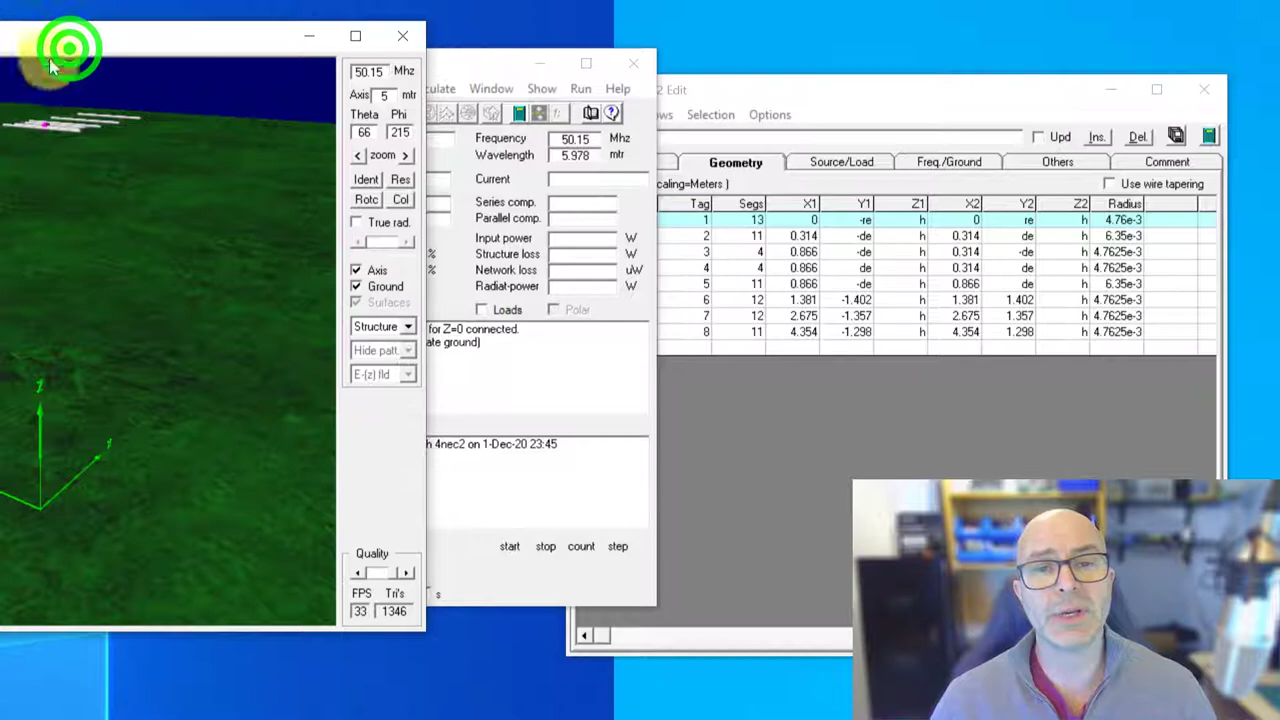 50.15 Mhz
Axis 5 mtr
Theta Phi
66 215
< zoom >
Ident Res
Rotc Col
True rad.
Axis
Ground
Surfaces
Structure
Hide patt.
E-(z) fld
Quality
FPS Tri's
33 1346
culate Window Show Run Help
Frequency 50.15 Mhz
Wavelength 5.978 mtr
Current
Series comp.
Parallel comp.
Input power W
% Structure loss W
% Network loss uW
Radiat-power W
Loads Polar
for Z=0 connected.
ate ground)
h 4nec2 on 1-Dec-20 23:45
start stop count step
s
2 Edit
ws Selection Options
Upd Ins. Del.
Geometry Source/Load Freq./Ground Others Comment
caling=Meters ) Use wire tapering
Tag Segs X1 Y1 Z1 X2 Y2 Z2 Radius
1 13 0 -re h 0 re h 4.76e-3
2 11 0.314 -de h 0.314 de h 6.35e-3
3 4 0.866 -de h 0.314 -de h 4.7625e-3
4 4 0.866 de h 0.314 de h 4.7625e-3
5 11 0.866 -de h 0.866 de h 4.7625e-3
6 12 1.381 -1.402 h 1.381 1.402 h 4.7625e-3
7 12 2.675 -1.357 h 2.675 1.357 h 4.7625e-3
8 11 4.354 -1.298 h 4.354 1.298 h 4.7625e-3